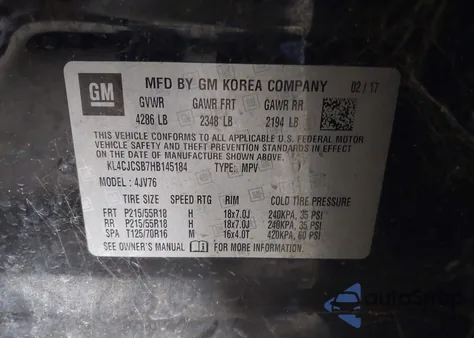 GM
MFD BY GM KOREA COMPANY 02/17
GVWR GAWR FRT GAWR RR
4286 LB 2348 LB 2194 LB
THIS VEHICLE CONFORMS TO ALL APPLICABLE U.S. FEDERAL MOTOR
VEHICLE SAFETY AND THEFT PREVENTION STANDARDS IN EFFECT
ON THE DATE OF MANUFACTURE SHOWN ABOVE.
KL4CJCSB7HB145184 TYPE: MPV
MODEL: 4JV76
TIRE SIZE SPEED RTG RIM COLD TIRE PRESSURE
FRT P215/55R18 H 18x7.0J 240KPA, 35 PSI
RR P215/55R18 H 18x7.0J 240KPA, 35 PSI
SPA T125/70R16 M 16x4.0T 420KPA, 60 PSI
SEE OWNER'S MANUAL FOR MORE INFORMATION.